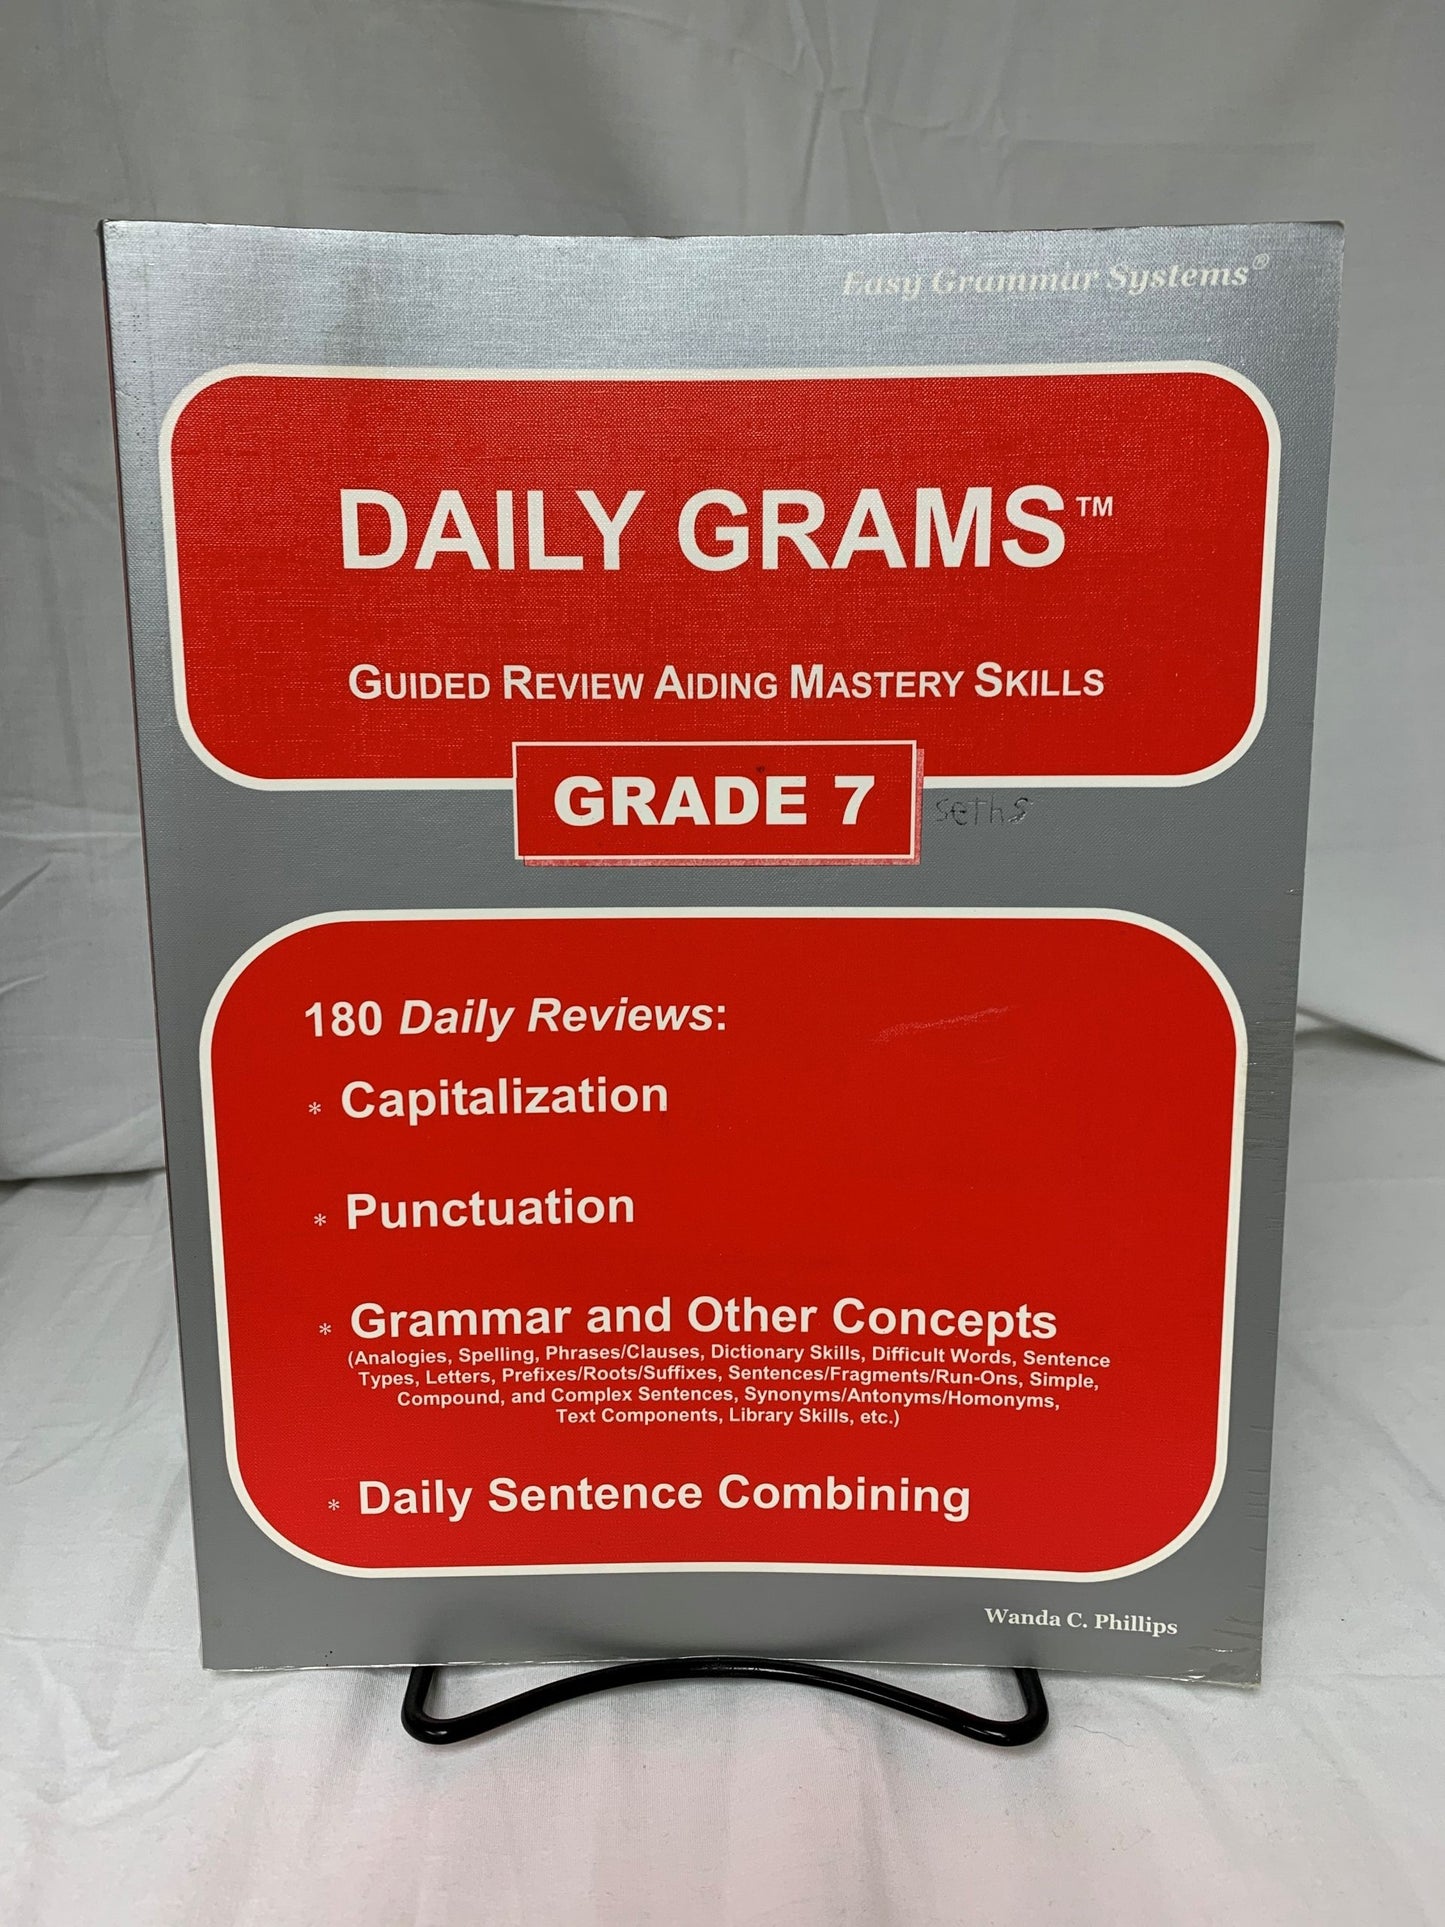 Easy Grammar Systems®
DAILY GRAMS™
GUIDED REVIEW AIDING MASTERY SKILLS
GRADE 7
seths
180 Daily Reviews:
* Capitalization
* Punctuation
* Grammar and Other Concepts
(Analogies, Spelling, Phrases/Clauses, Dictionary Skills, Difficult Words, Sentence
Types, Letters, Prefixes/Roots/Suffixes, Sentences/Fragments/Run-Ons, Simple,
Compound, and Complex Sentences, Synonyms/Antonyms/Homonyms,
Text Components, Library Skills, etc.)
* Daily Sentence Combining
Wanda C. Phillips